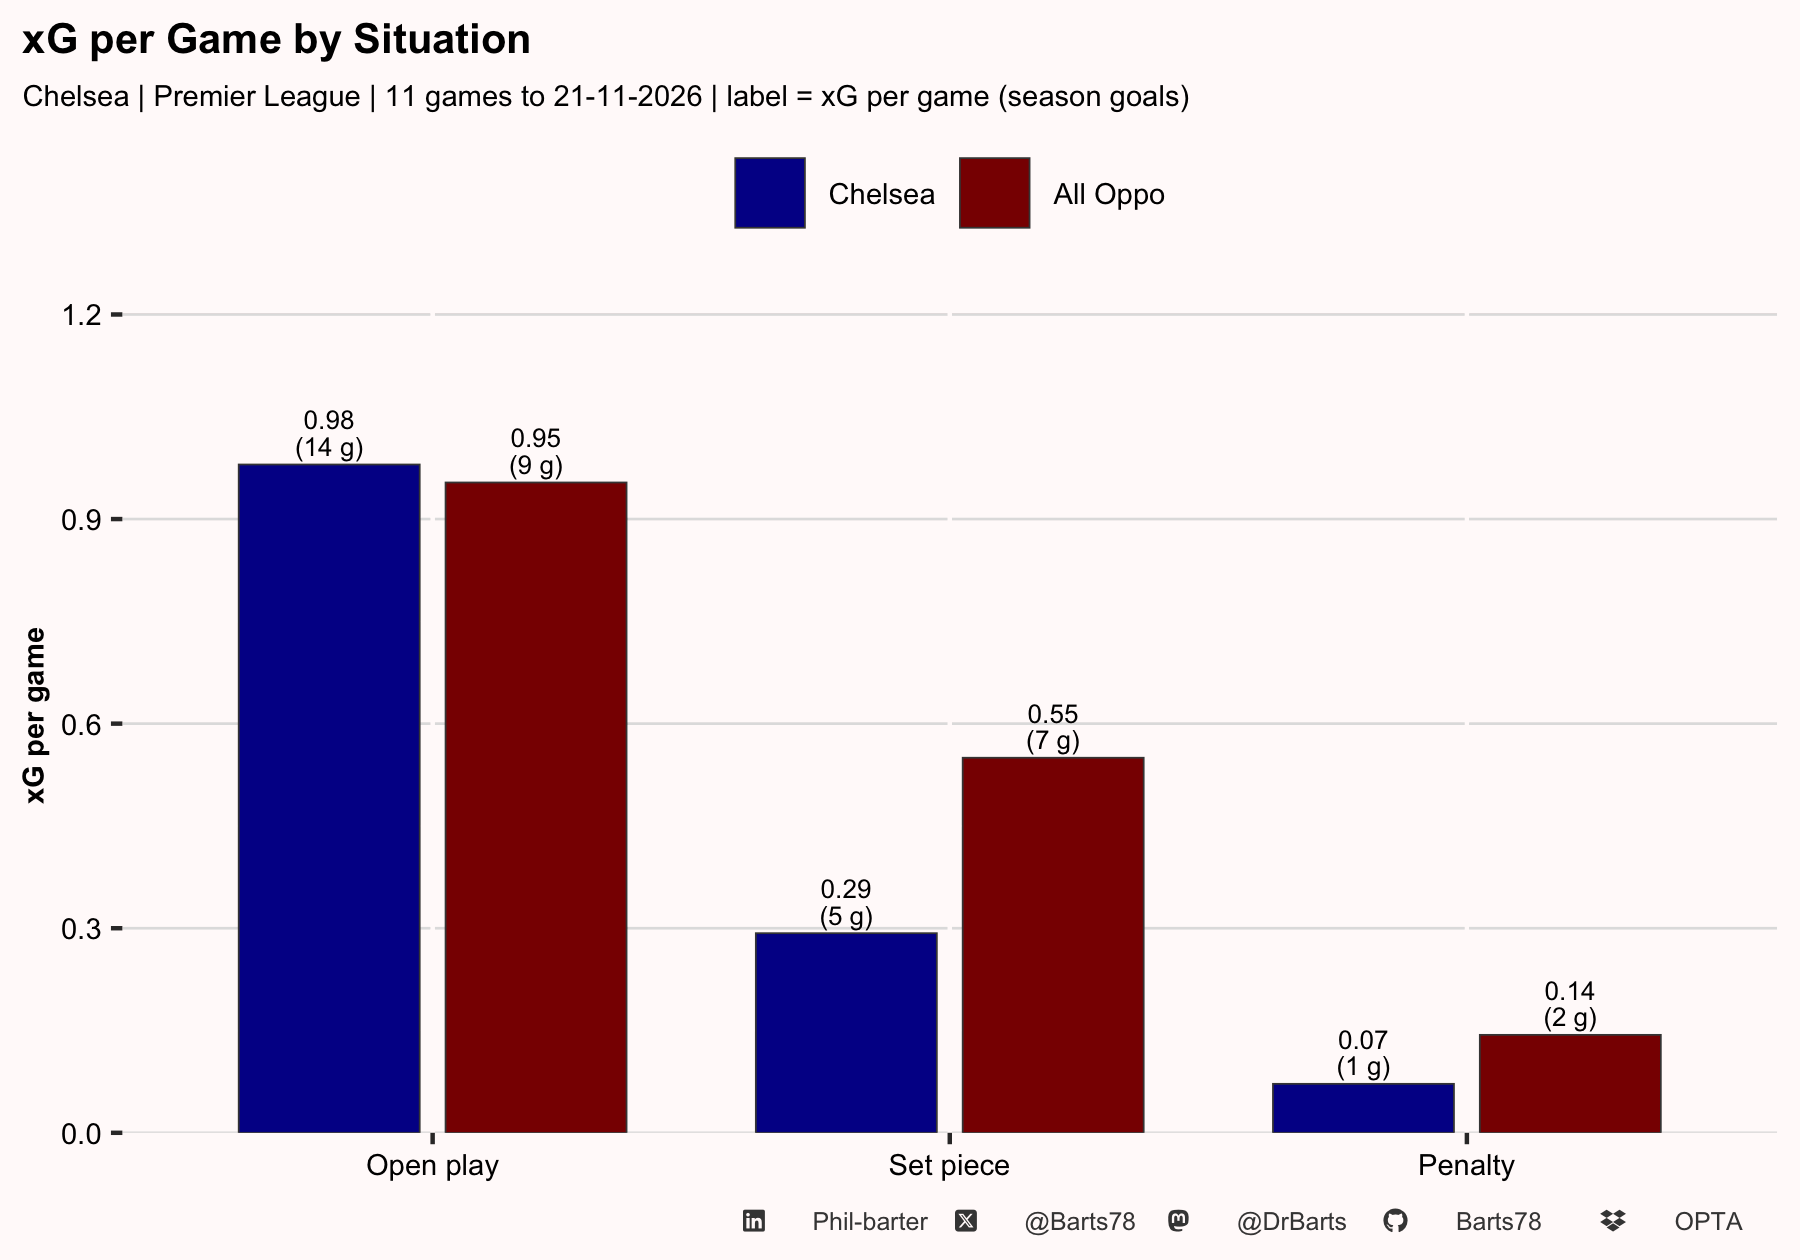 xG per Game by Situation
Chelsea | Premier League | 11 games to 21-11-2026 | label = xG per game (season goals)
Chelsea All Oppo
xG per game
1.2
0.9
0.6
0.3
0.0
0.98
(14 g)
0.95
(9 g)
0.29
(5 g)
0.55
(7 g)
0.07
(1 g)
0.14
(2 g)
Open play Set piece Penalty
Phil-barter @Barts78 @DrBarts Barts78 OPTA